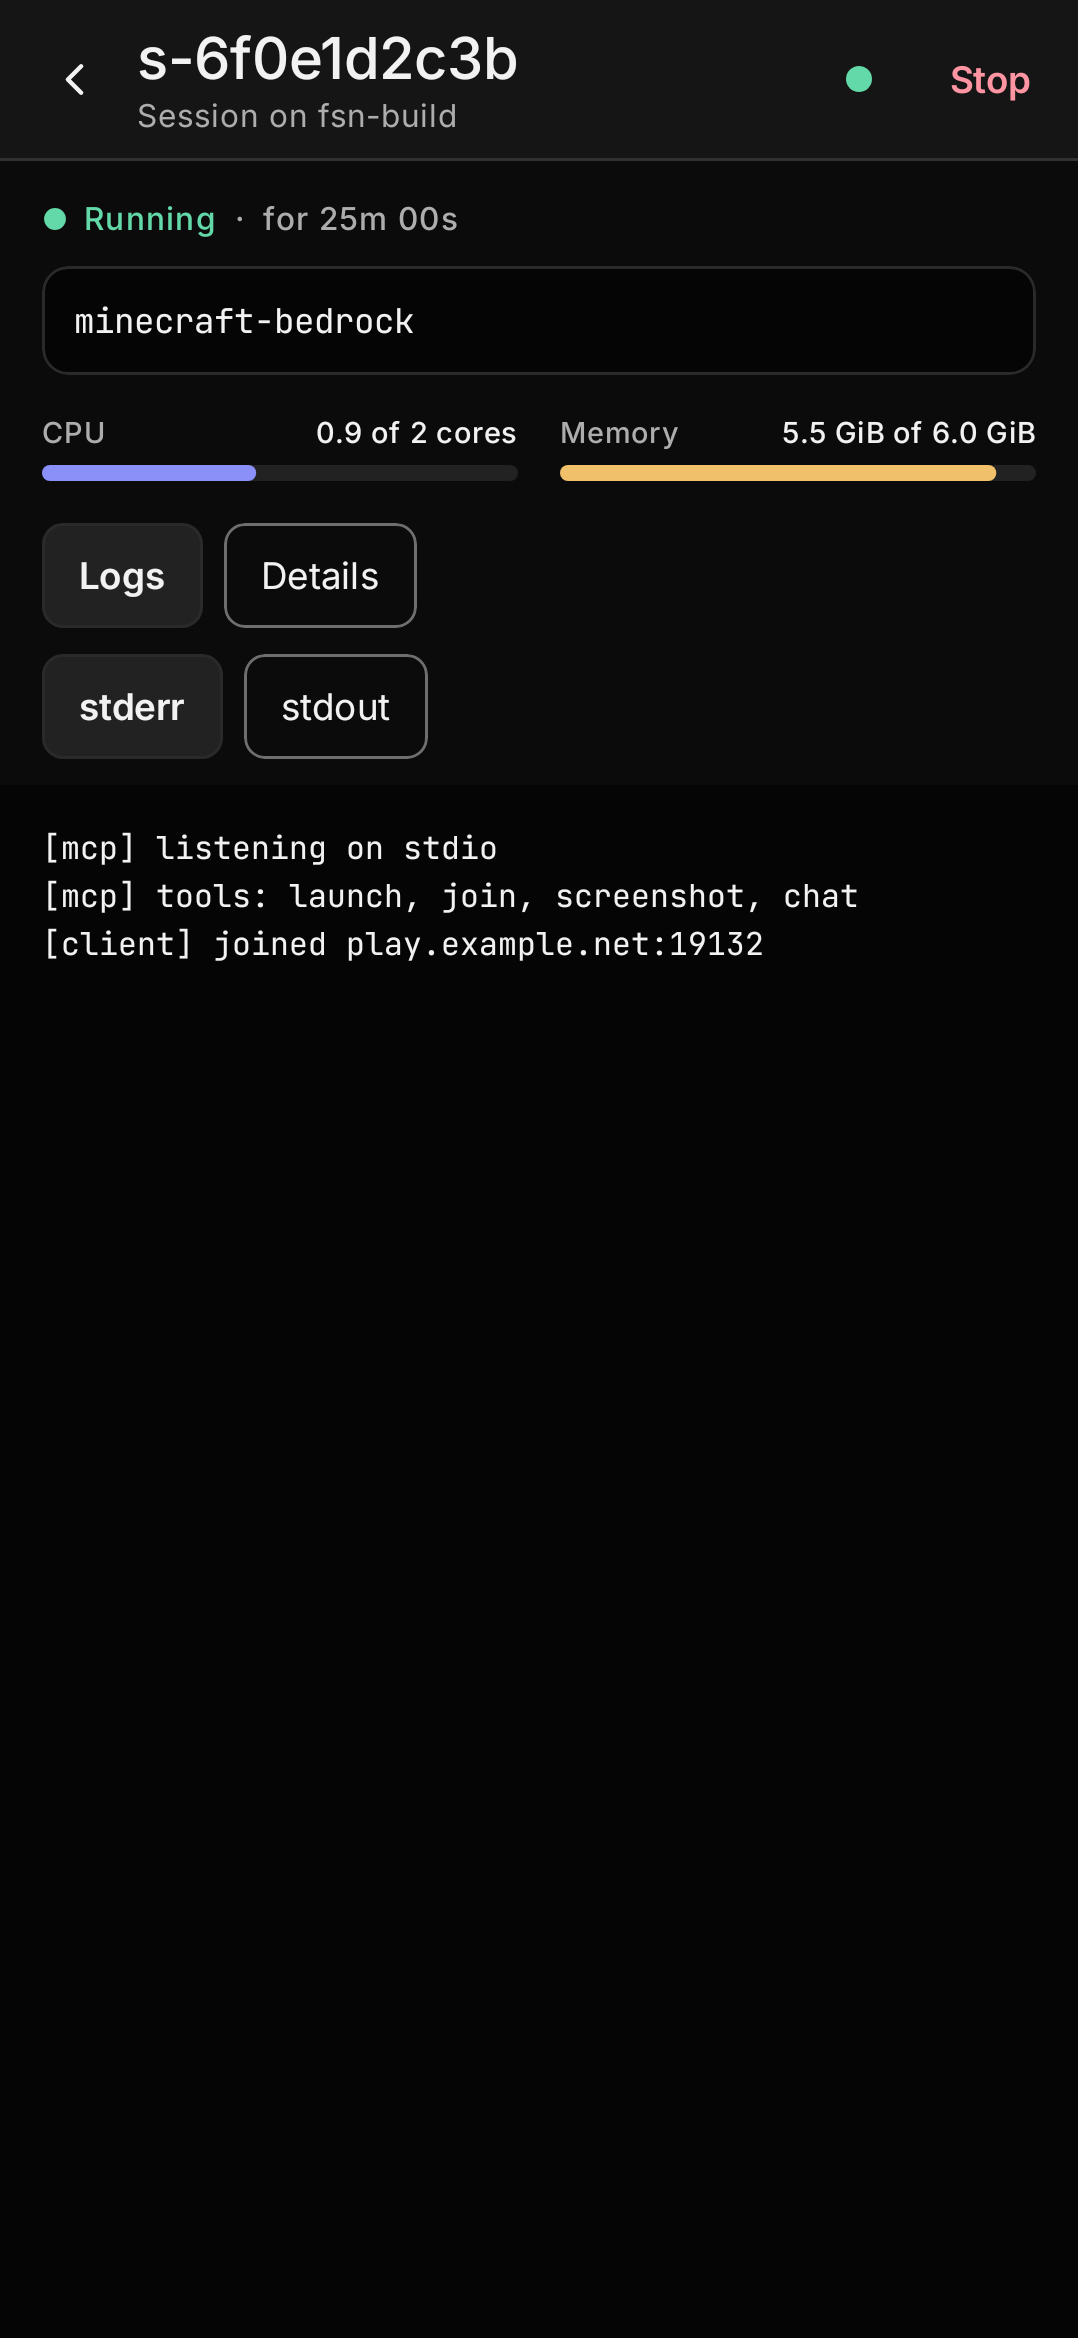 s-6f0e1d2c3b
Session on fsn-build
Stop
Running · for 25m 00s
minecraft-bedrock
CPU 0.9 of 2 cores Memory 5.5 GiB of 6.0 GiB
Logs Details
stderr stdout
[mcp] listening on stdio
[mcp] tools: launch, join, screenshot, chat
[client] joined play.example.net:19132